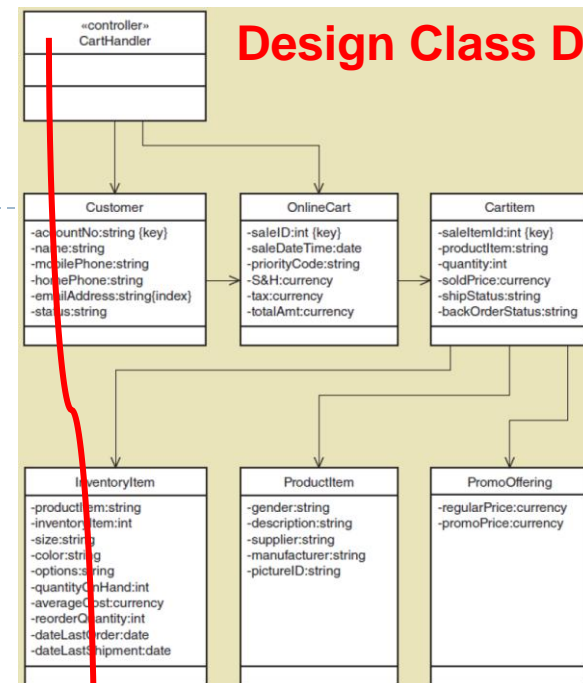 «controller»
CartHandler
Design Class D
Customer
-accountNo:string {key}
-name:string
-mobilePhone:string
-homePhone:string
-emailAddress:string{index}
-status:string
OnlineCart
-saleID:int {key}
-saleDateTime:date
-priorityCode:string
-S&H:currency
-tax:currency
-totalAmt:currency
Cartitem
-saleItemId:int {key}
-productItem:string
-quantity:int
-soldPrice:currency
-shipStatus:string
-backOrderStatus:string
InventoryItem
-productItem:string
-inventoryItem:int
-size:string
-color:string
-options:string
-quantityOnHand:int
-averageCost:currency
-reorderQuantity:int
-dateLastOrder:date
-dateLastShipment:date
ProductItem
-gender:string
-description:string
-supplier:string
-manufacturer:string
-pictureID:string
PromoOffering
-regularPrice:currency
-promoPrice:currency